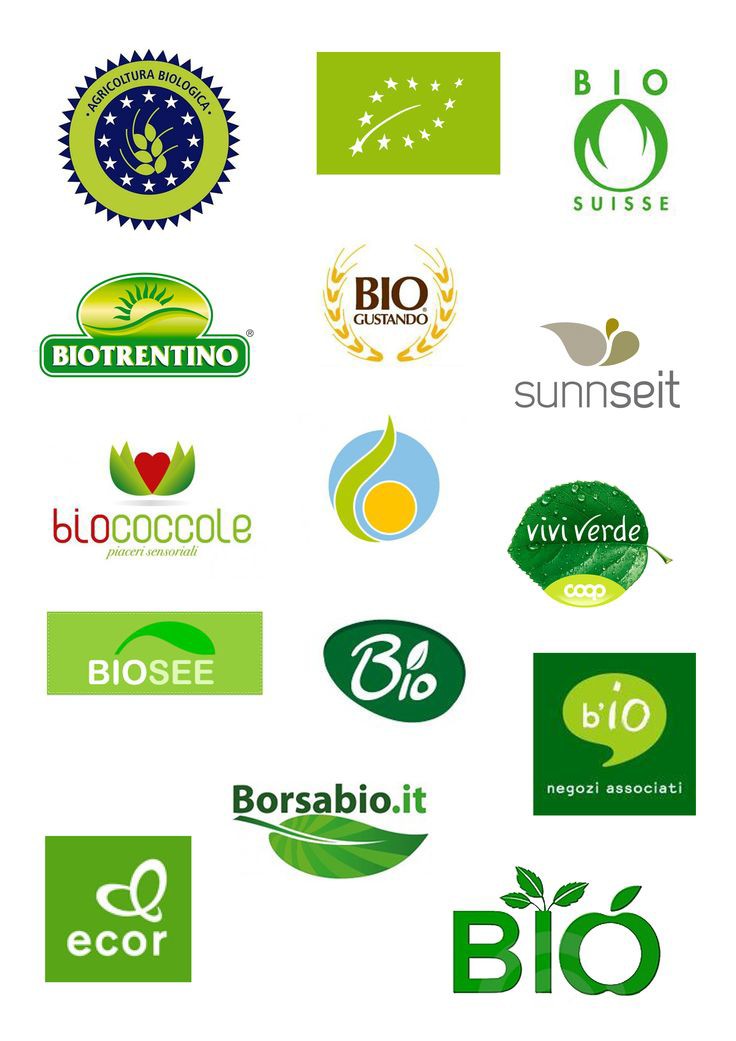 · AGRICOLTURA BIOLOGICA ·
BIO
SUISSE
BIOTRENTINO®
BIO
GUSTANDO®
sunnseit
biococcole
piaceri sensoriali
vivi verde
coop
BIOSEE
Bio
b'io
negozi associati
Borsabio.it
ecor
BIO